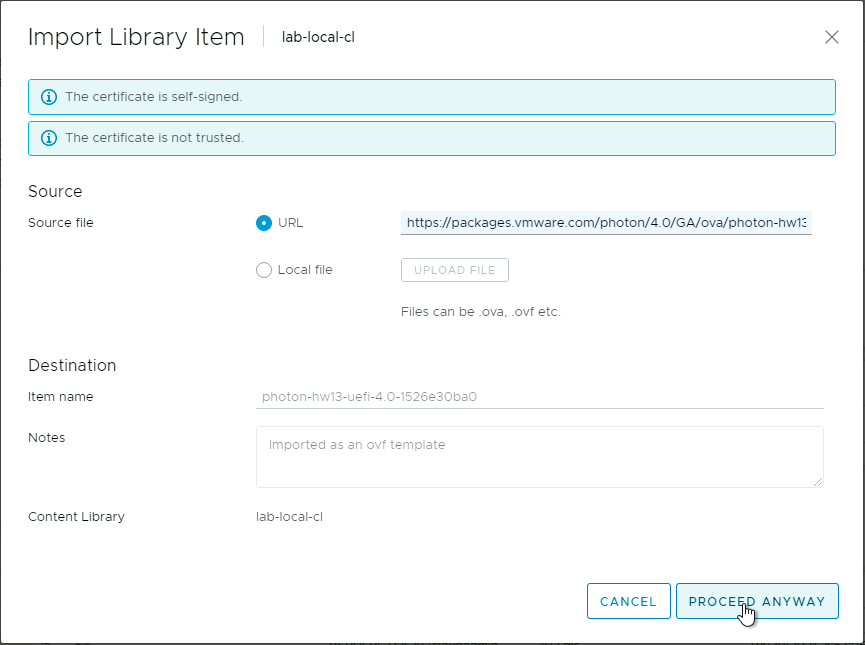 Import Library Item lab-local-cl
The certificate is self-signed.
The certificate is not trusted.
Source
Source file URL https://packages.vmware.com/photon/4.0/GA/ova/photon-hw13
Local file UPLOAD FILE
Files can be .ova, .ovf etc.
Destination
Item name photon-hw13-uefi-4.0-1526e30ba0
Notes Imported as an ovf template
Content Library lab-local-cl
CANCEL PROCEED ANYWAY